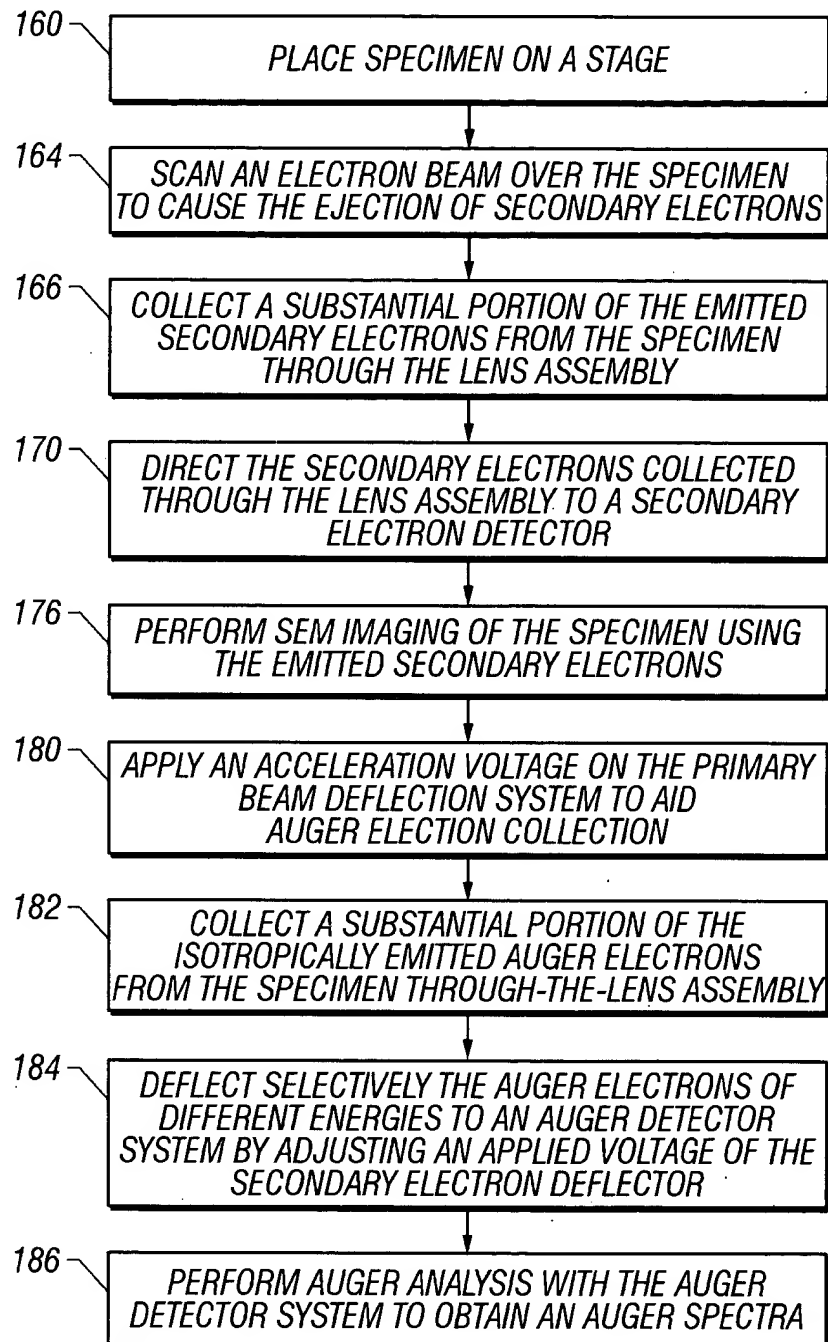 160
PLACE SPECIMEN ON A STAGE
164
SCAN AN ELECTRON BEAM OVER THE SPECIMEN
TO CAUSE THE EJECTION OF SECONDARY ELECTRONS
166
COLLECT A SUBSTANTIAL PORTION OF THE EMITTED
SECONDARY ELECTRONS FROM THE SPECIMEN
THROUGH THE LENS ASSEMBLY
170
DIRECT THE SECONDARY ELECTRONS COLLECTED
THROUGH THE LENS ASSEMBLY TO A SECONDARY
ELECTRON DETECTOR
176
PERFORM SEM IMAGING OF THE SPECIMEN USING
THE EMITTED SECONDARY ELECTRONS
180
APPLY AN ACCELERATION VOLTAGE ON THE PRIMARY
BEAM DEFLECTION SYSTEM TO AID
AUGER ELECTION COLLECTION
182
COLLECT A SUBSTANTIAL PORTION OF THE
ISOTROPICALLY EMITTED AUGER ELECTRONS
FROM THE SPECIMEN THROUGH-THE-LENS ASSEMBLY
184
DEFLECT SELECTIVELY THE AUGER ELECTRONS OF
DIFFERENT ENERGIES TO AN AUGER DETECTOR
SYSTEM BY ADJUSTING AN APPLIED VOLTAGE OF THE
SECONDARY ELECTRON DEFLECTOR
186
PERFORM AUGER ANALYSIS WITH THE AUGER
DETECTOR SYSTEM TO OBTAIN AN AUGER SPECTRA